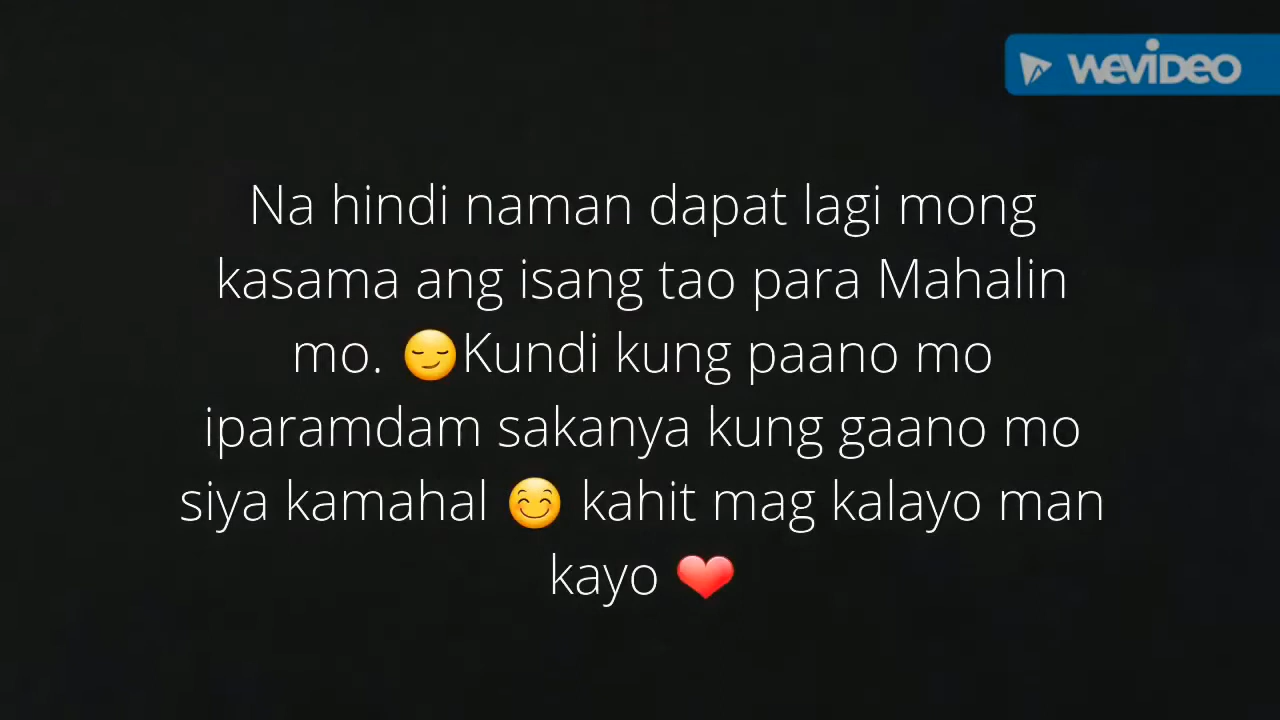 WEVIDEO
Na hindi naman dapat lagi mong
kasama ang isang tao para Mahalin
mo. 😏Kundi kung paano mo
iparamdam sakanya kung gaano mo
siya kamahal 😊 kahit mag kalayo man
kayo ❤